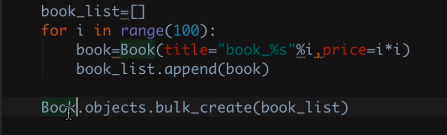 book_list=[]
for i in range(100):
    book=Book(title="book_%s"%i,price=i*i)
    book_list.append(book)
Book.objects.bulk_create(book_list)